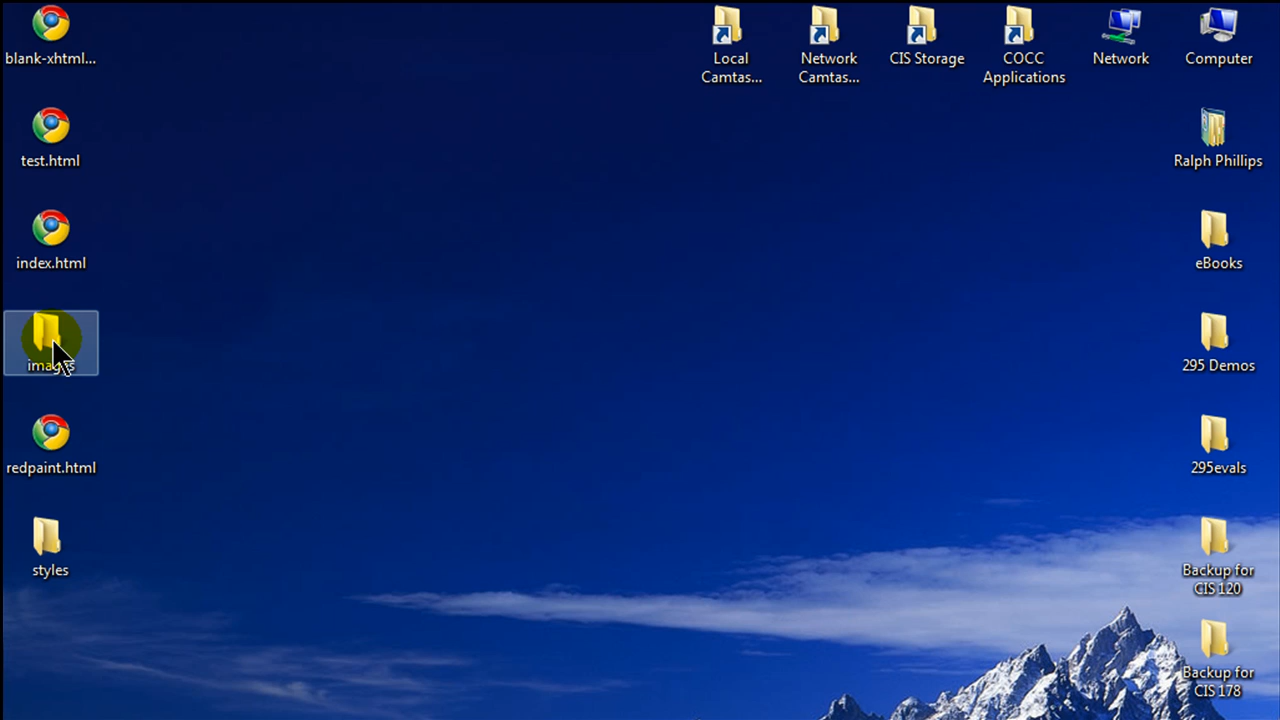 blank-xhtml...
Local
Camtas...
Network
Camtas...
CIS Storage
COCC
Applications
Network
Computer
test.html
Ralph Phillips
index.html
eBooks
images
295 Demos
redpaint.html
295evals
styles
Backup for
CIS 120
Backup for
CIS 178